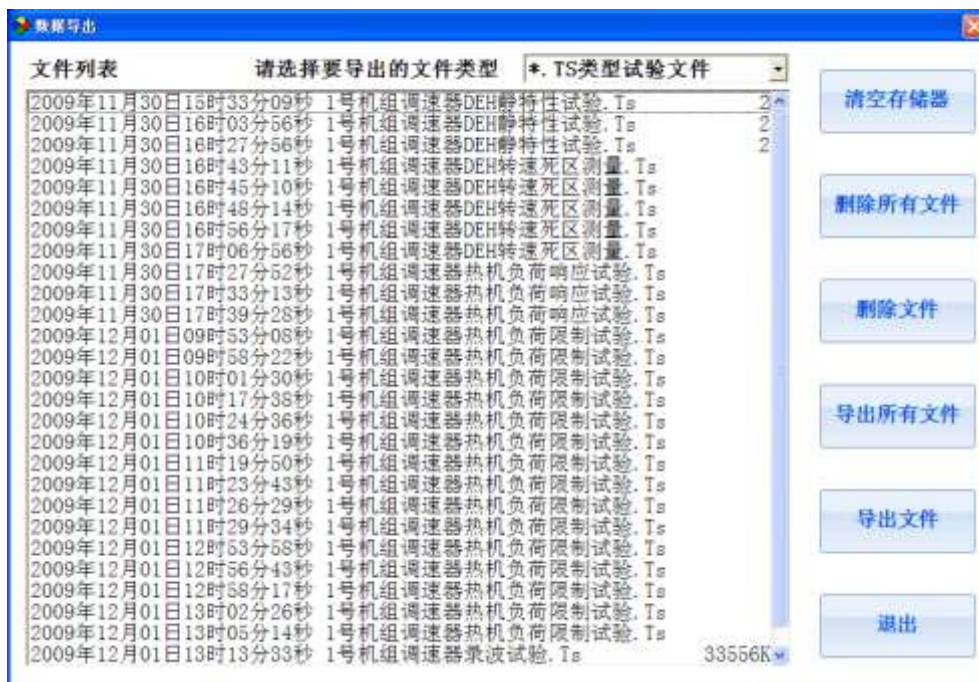 数据导出
文件列表 请选择要导出的文件类型 *.TS类型试验文件
2009年11月30日15时33分09秒 1号机组调速器DEH静特性试验.Ts 2
2009年11月30日16时03分56秒 1号机组调速器DEH静特性试验.Ts 2
2009年11月30日16时27分56秒 1号机组调速器DEH静特性试验.Ts 2
2009年11月30日16时43分11秒 1号机组调速器DEH转速死区测量.Ts
2009年11月30日16时45分10秒 1号机组调速器DEH转速死区测量.Ts
2009年11月30日16时48分14秒 1号机组调速器DEH转速死区测量.Ts
2009年11月30日16时56分17秒 1号机组调速器DEH转速死区测量.Ts
2009年11月30日17时06分56秒 1号机组调速器DEH转速死区测量.Ts
2009年11月30日17时27分52秒 1号机组调速器热机负荷响应试验.Ts
2009年11月30日17时33分13秒 1号机组调速器热机负荷响应试验.Ts
2009年11月30日17时39分28秒 1号机组调速器热机负荷响应试验.Ts
2009年12月01日09时53分08秒 1号机组调速器热机负荷限制试验.Ts
2009年12月01日09时58分22秒 1号机组调速器热机负荷限制试验.Ts
2009年12月01日10时01分30秒 1号机组调速器热机负荷限制试验.Ts
2009年12月01日10时17分38秒 1号机组调速器热机负荷限制试验.Ts
2009年12月01日10时24分36秒 1号机组调速器热机负荷限制试验.Ts
2009年12月01日10时36分19秒 1号机组调速器热机负荷限制试验.Ts
2009年12月01日11时19分50秒 1号机组调速器热机负荷限制试验.Ts
2009年12月01日11时23分43秒 1号机组调速器热机负荷限制试验.Ts
2009年12月01日11时26分29秒 1号机组调速器热机负荷限制试验.Ts
2009年12月01日11时29分34秒 1号机组调速器热机负荷限制试验.Ts
2009年12月01日12时53分58秒 1号机组调速器热机负荷限制试验.Ts
2009年12月01日12时56分43秒 1号机组调速器热机负荷限制试验.Ts
2009年12月01日12时58分17秒 1号机组调速器热机负荷限制试验.Ts
2009年12月01日13时02分26秒 1号机组调速器热机负荷限制试验.Ts
2009年12月01日13时05分14秒 1号机组调速器热机负荷限制试验.Ts
2009年12月01日13时13分33秒 1号机组调速器录波试验.Ts 33556K
清空存储器
删除所有文件
删除文件
导出所有文件
导出文件
退出